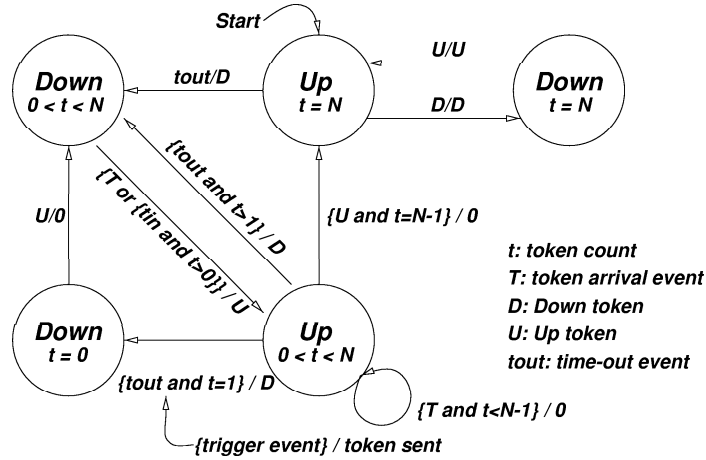 Start
Down
0 < t < N
tout/D
Up
t = N
U/U
D/D
Down
t = N
{tout and t>1} / D
{T or {tin and t>0}} / U
U/0
{U and t=N-1} / 0
t: token count
T: token arrival event
D: Down token
U: Up token
tout: time-out event
Down
t = 0
Up
0 < t < N
{tout and t=1} / D
{T and t<N-1} / 0
{trigger event} / token sent